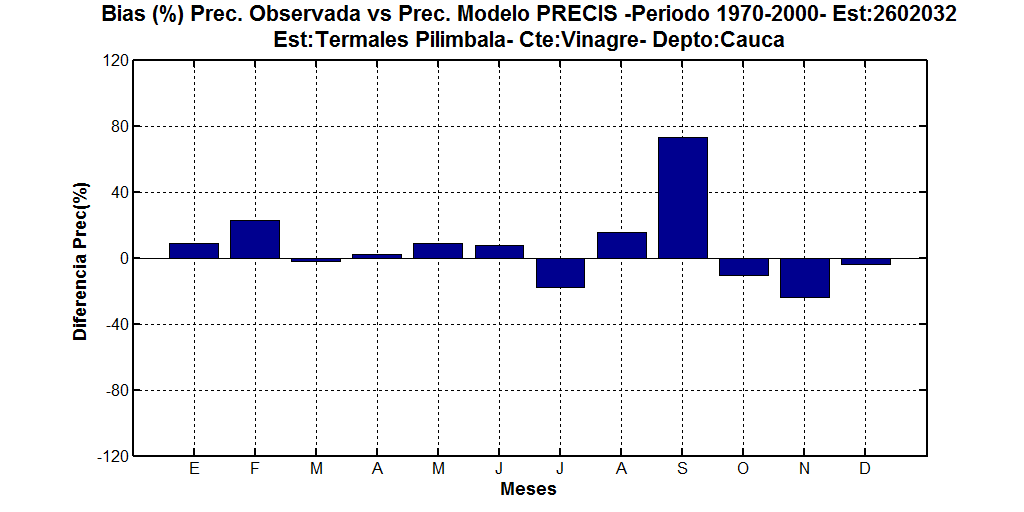 Bias (%) Prec. Observada vs Prec. Modelo PRECIS -Periodo 1970-2000- Est:2602032
Est:Termales Pilimbala- Cte:Vinagre- Depto:Cauca
120
80
40
0
-40
-80
-120
Diferencia Prec(%)
E F M A M J J A S O N D
Meses